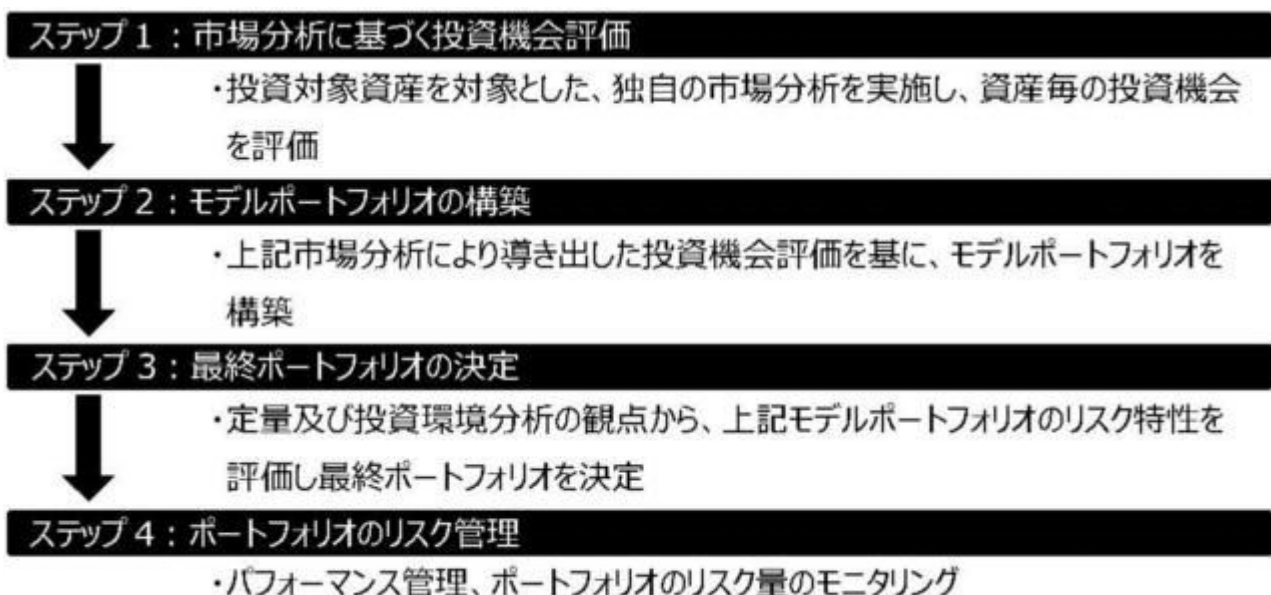 ステップ1：市場分析に基づく投資機会評価
・投資対象資産を対象とした、独自の市場分析を実施し、資産毎の投資機会
を評価
ステップ2：モデルポートフォリオの構築
・上記市場分析により導き出した投資機会評価を基に、モデルポートフォリオを
構築
ステップ3：最終ポートフォリオの決定
・定量及び投資環境分析の観点から、上記モデルポートフォリオのリスク特性を
評価し最終ポートフォリオを決定
ステップ4：ポートフォリオのリスク管理
・パフォーマンス管理、ポートフォリオのリスク量のモニタリング